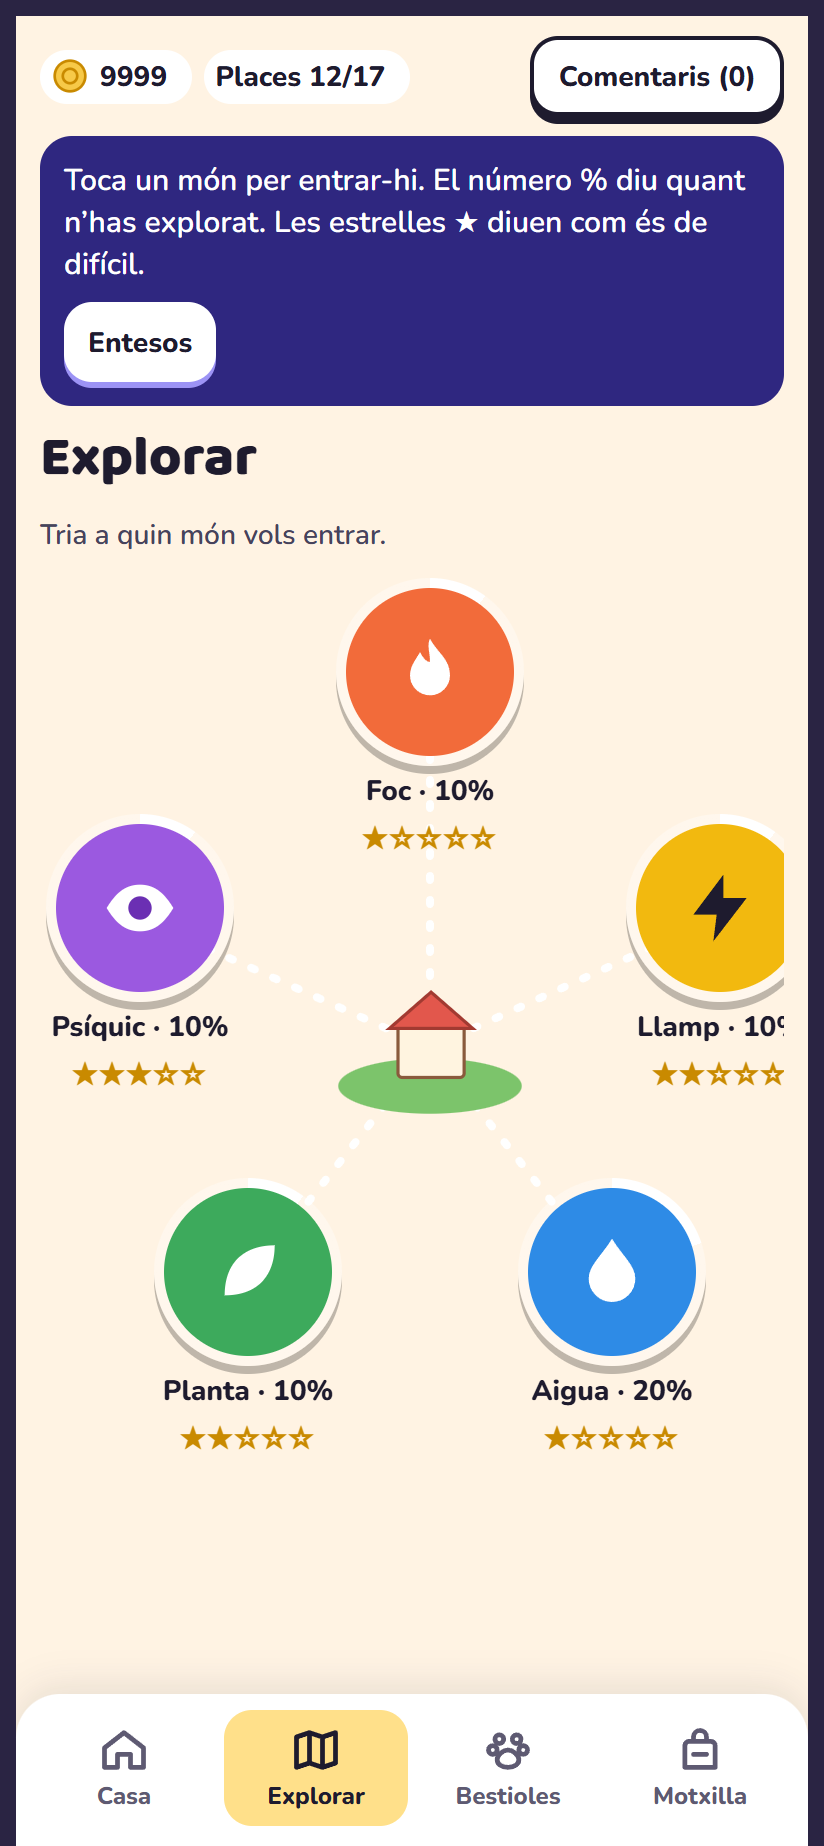 9999
Places 12/17
Comentaris (0)
Toca un món per entrar-hi. El número % diu quant
n’has explorat. Les estrelles ★ diuen com és de
difícil.
Entesos
Explorar
Tria a quin món vols entrar.
Foc · 10%
★☆☆☆☆
Psíquic · 10%
★★★☆☆
Llamp · 10%
★★☆☆☆
Planta · 10%
★★☆☆☆
Aigua · 20%
★☆☆☆☆
Casa
Explorar
Bestioles
Motxilla